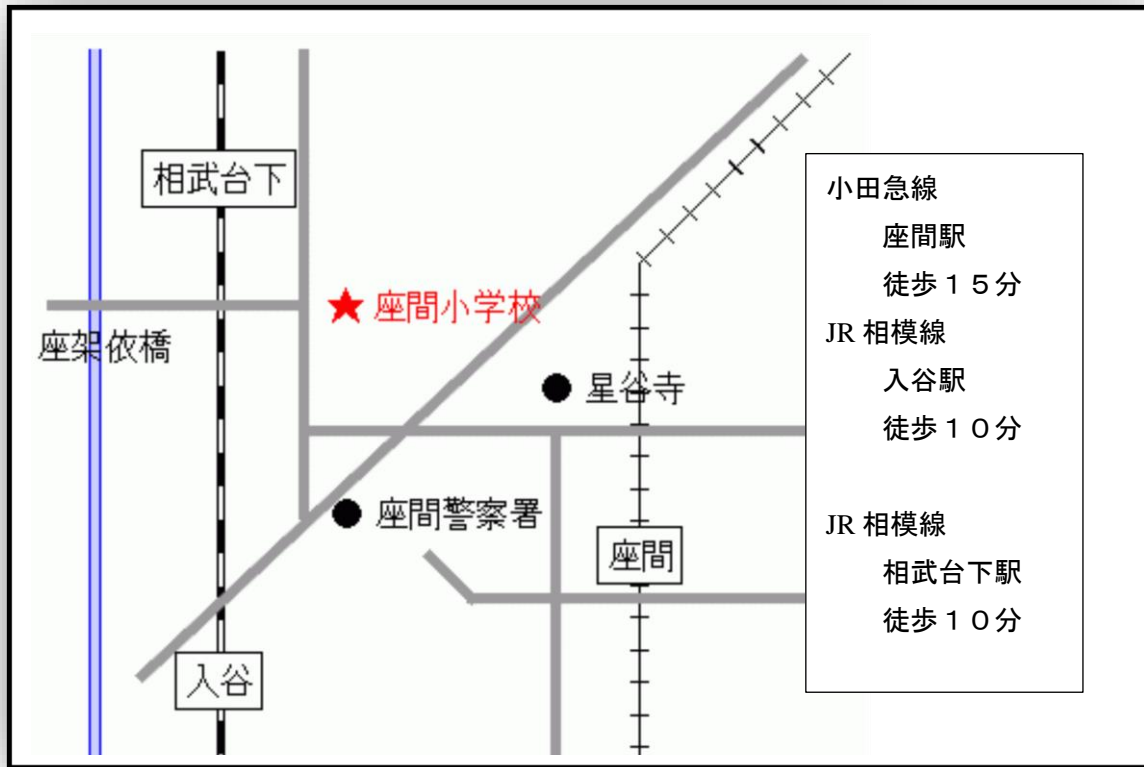 相武台下
座間小学校
座架依橋
星谷寺
座間警察署
座間
入谷
小田急線
座間駅
徒歩１５分
JR 相模線
入谷駅
徒歩１０分
JR 相模線
相武台下駅
徒歩１０分